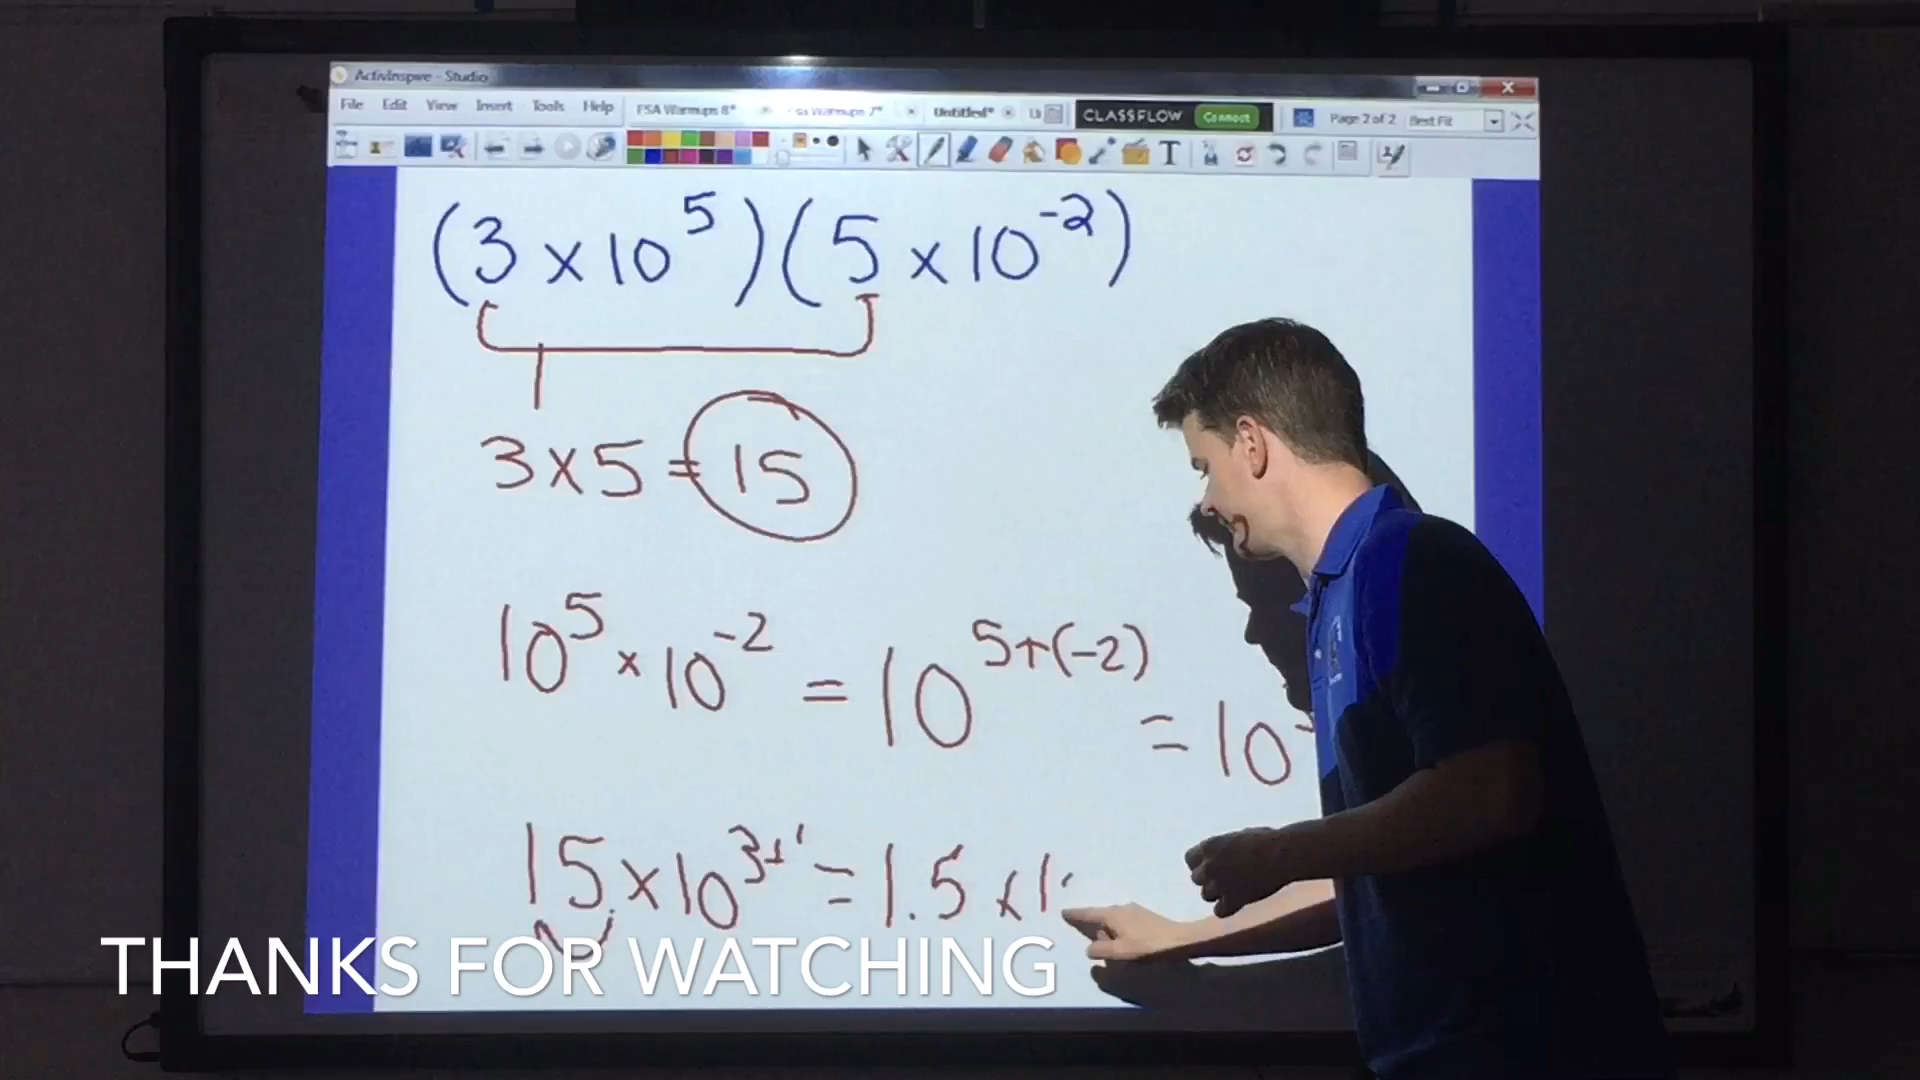 ActivInspire - Studio
File Edit View Insert Tools Help FSA Warmups 8* Warmups 7* Untitled* CLASSFLOW Connect Page 2 of 2 Best Fit
T
(3 x 10^5)(5 x 10^-2)
3 x 5 = 15
10^5 x 10^-2 = 10^5+(-2)
= 10
15. x 10^3+1 = 1.5 x 1
THANKS FOR WATCHING